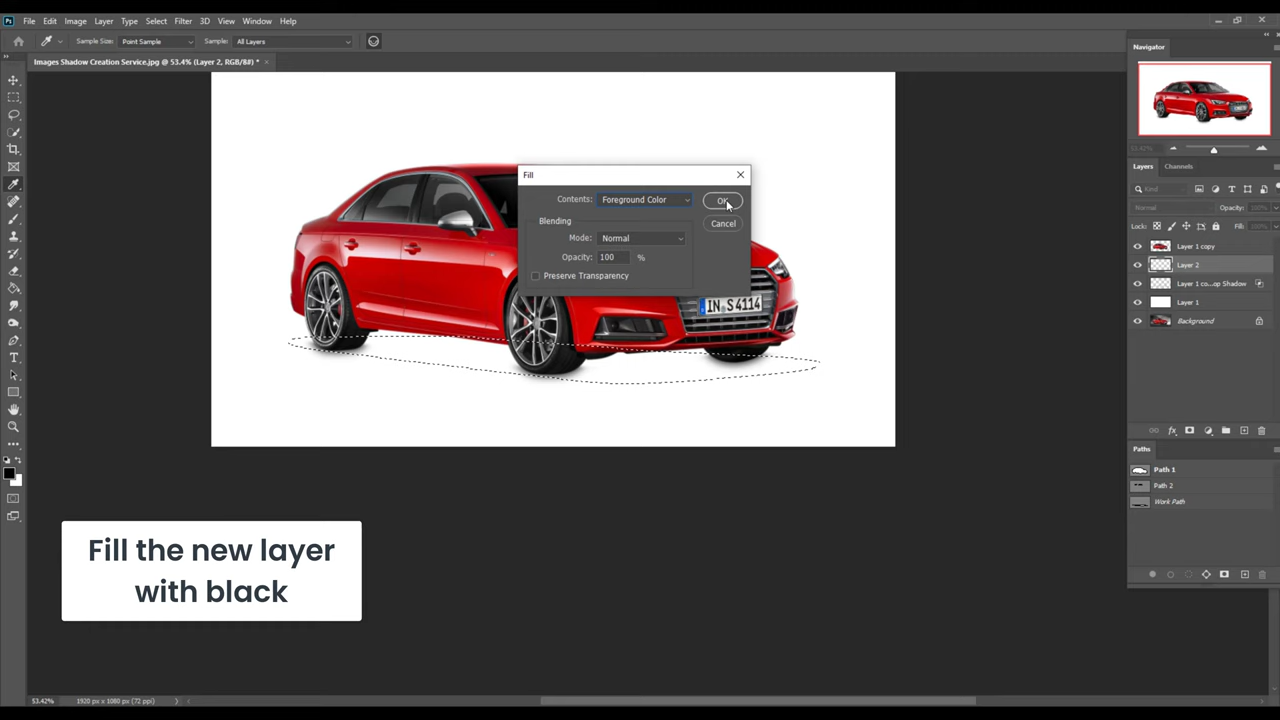 Ps File Edit Image Layer Type Select Filter 3D View Window Help
Sample Size: Point Sample Sample: All Layers
Images Shadow Creation Service.jpg @ 53.4% (Layer 2, RGB/8#) * ×
Navigator
53.42%
Layers Channels
Kind
Normal Opacity:
Lock: Fill:
Layer 1 copy
Layer 2
Layer 1 co...op Shadow
Layer 1
Background
Fill
Contents: Foreground Color OK
Cancel
Blending
Mode: Normal
Opacity: 100 %
Preserve Transparency
IN S 4114
Paths
Path 1
Path 2
Work Path
Fill the new layer
with black
53.42% 1920 px x 1080 px (72 ppi)